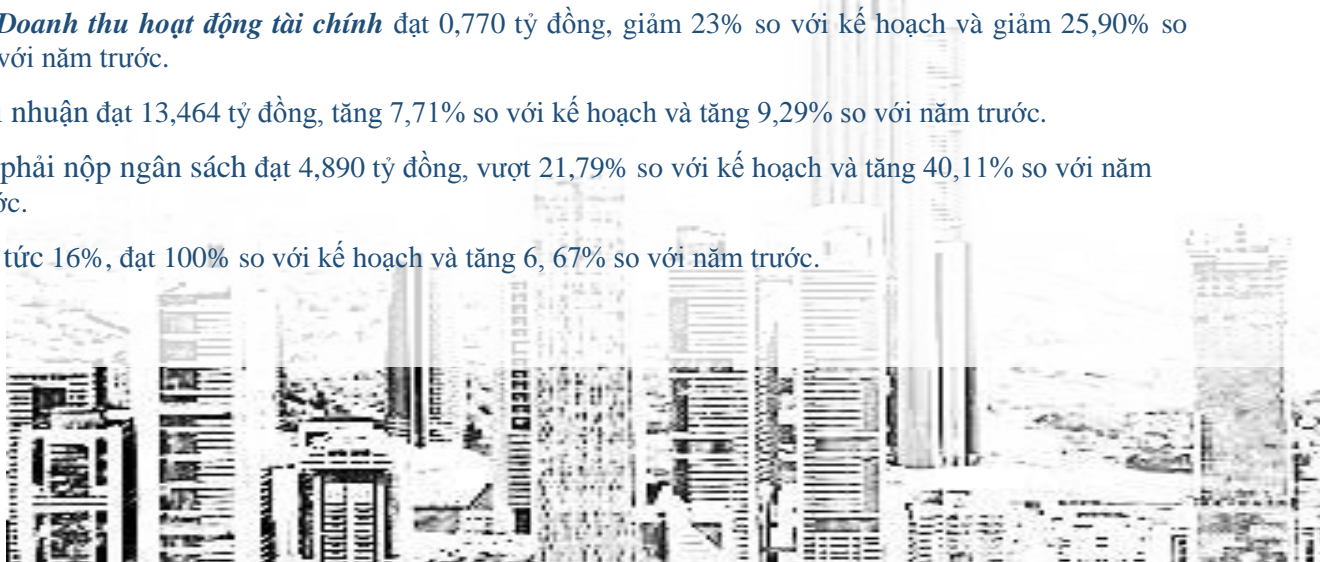 Doanh thu hoạt động tài chính đạt 0,770 tỷ đồng, giảm 23% so với kế hoạch và giảm 25,90% so
với năm trước.
nhuận đạt 13,464 tỷ đồng, tăng 7,71% so với kế hoạch và tăng 9,29% so với năm trước.
phải nộp ngân sách đạt 4,890 tỷ đồng, vượt 21,79% so với kế hoạch và tăng 40,11% so với năm
ớc.
tức 16%, đạt 100% so với kế hoạch và tăng 6, 67% so với năm trước.